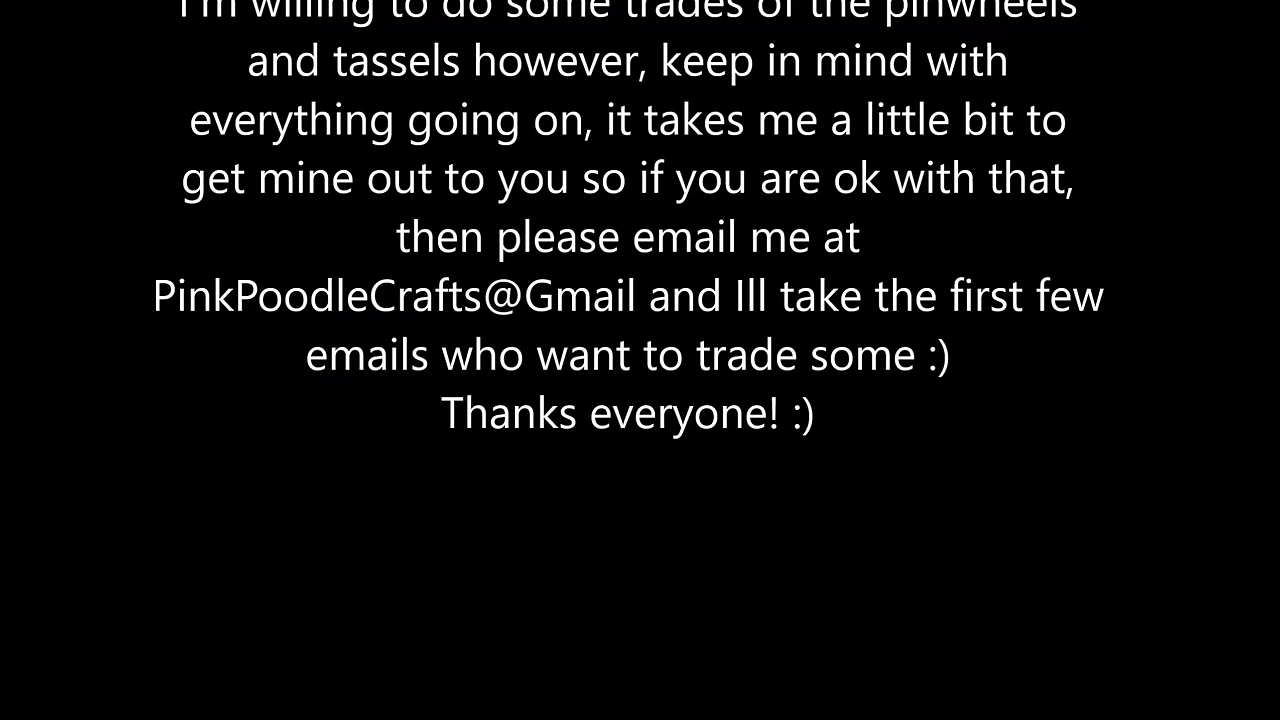 I'm willing to do some trades of the pinwheels
and tassels however, keep in mind with
everything going on, it takes me a little bit to
get mine out to you so if you are ok with that,
then please email me at
PinkPoodleCrafts@Gmail and Ill take the first few
emails who want to trade some :)
Thanks everyone! :)